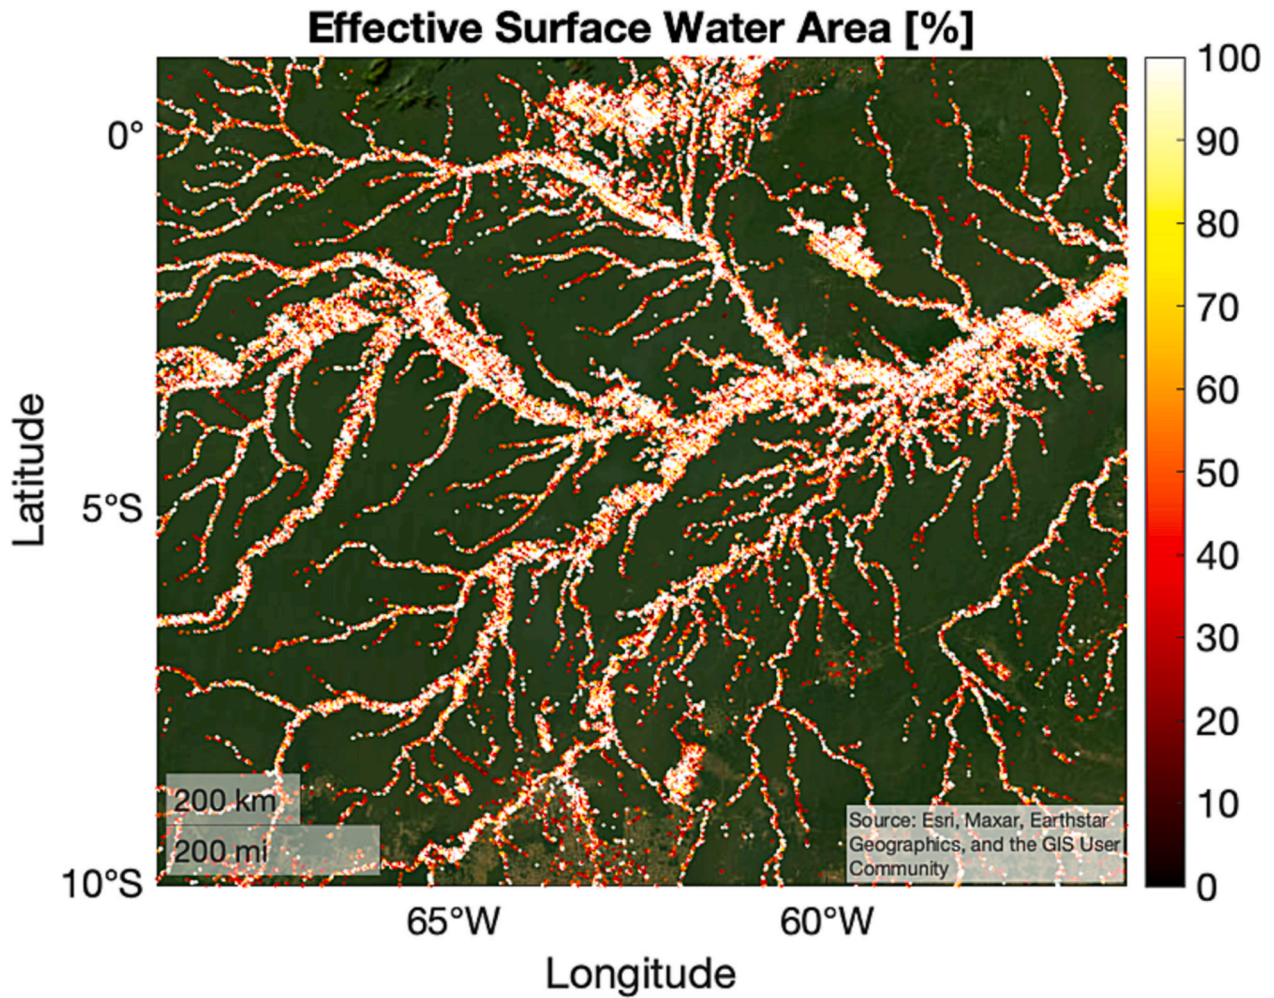 Effective Surface Water Area [%]
100
90
80
70
60
50
40
30
20
10
0
0°
5°S
10°S
Latitude
200 km
200 mi
Source: Esri, Maxar, Earthstar
Geographics, and the GIS User
Community
65°W
60°W
Longitude